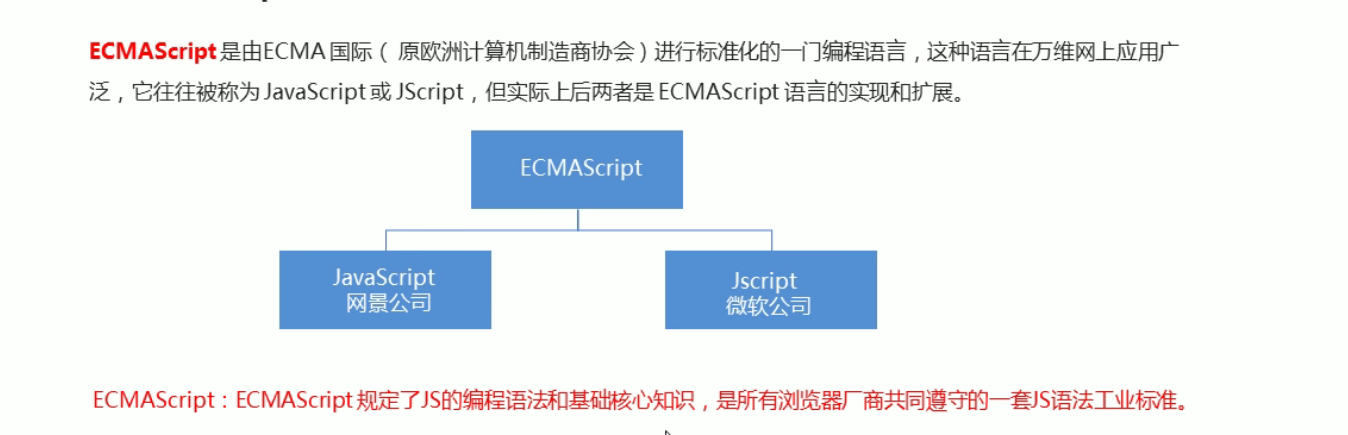 ECMAScript 是由ECMA 国际（ 原欧洲计算机制造商协会）进行标准化的一门编程语言，这种语言在万维网上应用广
泛，它往往被称为 JavaScript 或 JScript，但实际上后两者是 ECMAScript 语言的实现和扩展。
ECMAScript
JavaScript
网景公司
Jscript
微软公司
ECMAScript：ECMAScript 规定了JS的编程语法和基础核心知识，是所有浏览器厂商共同遵守的一套JS语法工业标准。